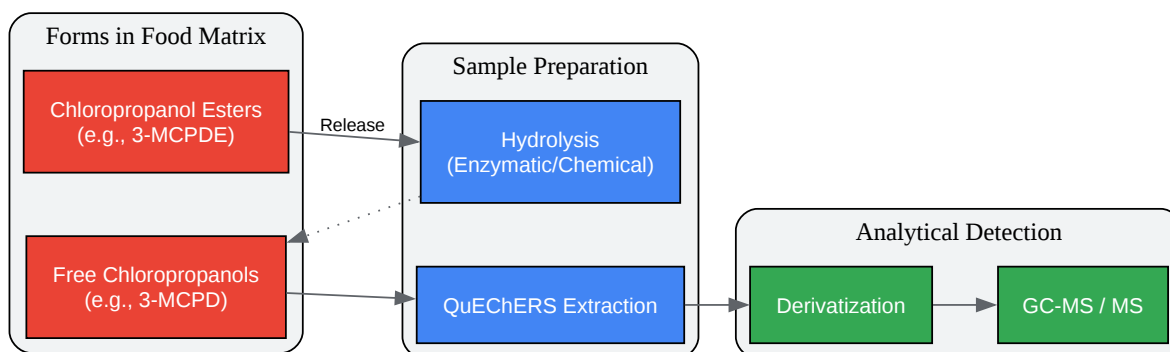 Forms in Food Matrix
Chloropropanol Esters
(e.g., 3-MCPDE)
Release
Free Chloropropanols
(e.g., 3-MCPD)
Sample Preparation
Hydrolysis
(Enzymatic/Chemical)
QuEChERS Extraction
Analytical Detection
Derivatization
GC-MS / MS